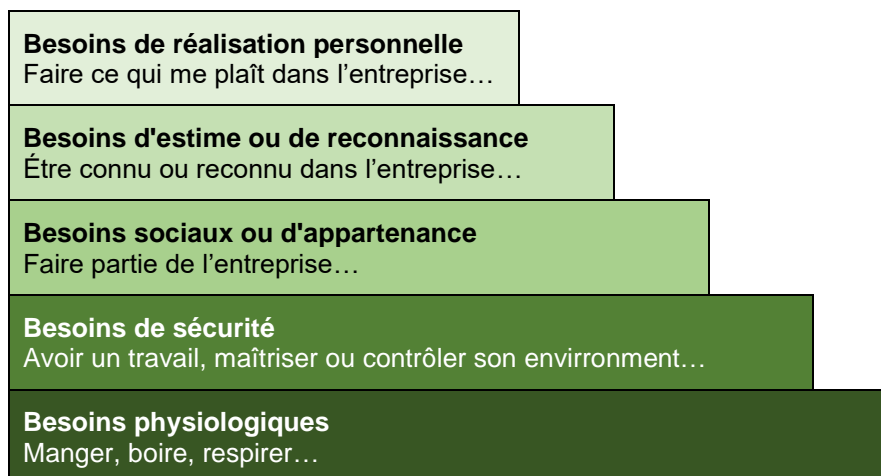 Besoins de réalisation personnelle
Faire ce qui me plaît dans l’entreprise…
Besoins d'estime ou de reconnaissance
Étre connu ou reconnu dans l’entreprise…
Besoins sociaux ou d'appartenance
Faire partie de l’entreprise…
Besoins de sécurité
Avoir un travail, maîtriser ou contrôler son envirronment…
Besoins physiologiques
Manger, boire, respirer…